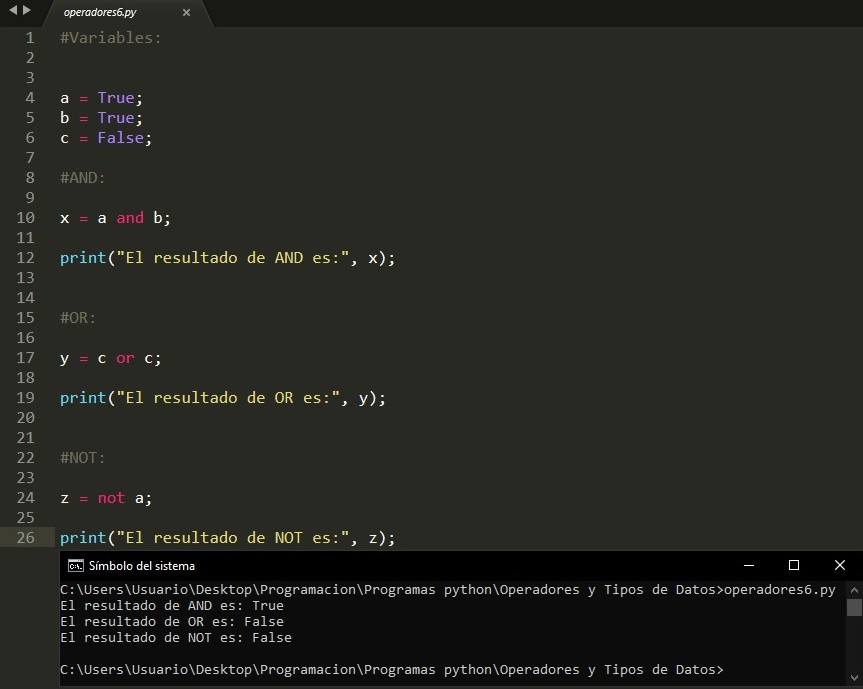 operadores6.py
1 #Variables:
2
3
4 a = True;
5 b = True;
6 c = False;
7
8 #AND:
9
10 x = a and b;
11
12 print("El resultado de AND es:", x);
13
14
15 #OR:
16
17 y = c or c;
18
19 print("El resultado de OR es:", y);
20
21
22 #NOT:
23
24 z = not a;
25
26 print("El resultado de NOT es:", z);
Símbolo del sistema
C:\Users\Usuario\Desktop\Programacion\Programas python\Operadores y Tipos de Datos>operadores6.py
El resultado de AND es: True
El resultado de OR es: False
El resultado de NOT es: False
C:\Users\Usuario\Desktop\Programacion\Programas python\Operadores y Tipos de Datos>